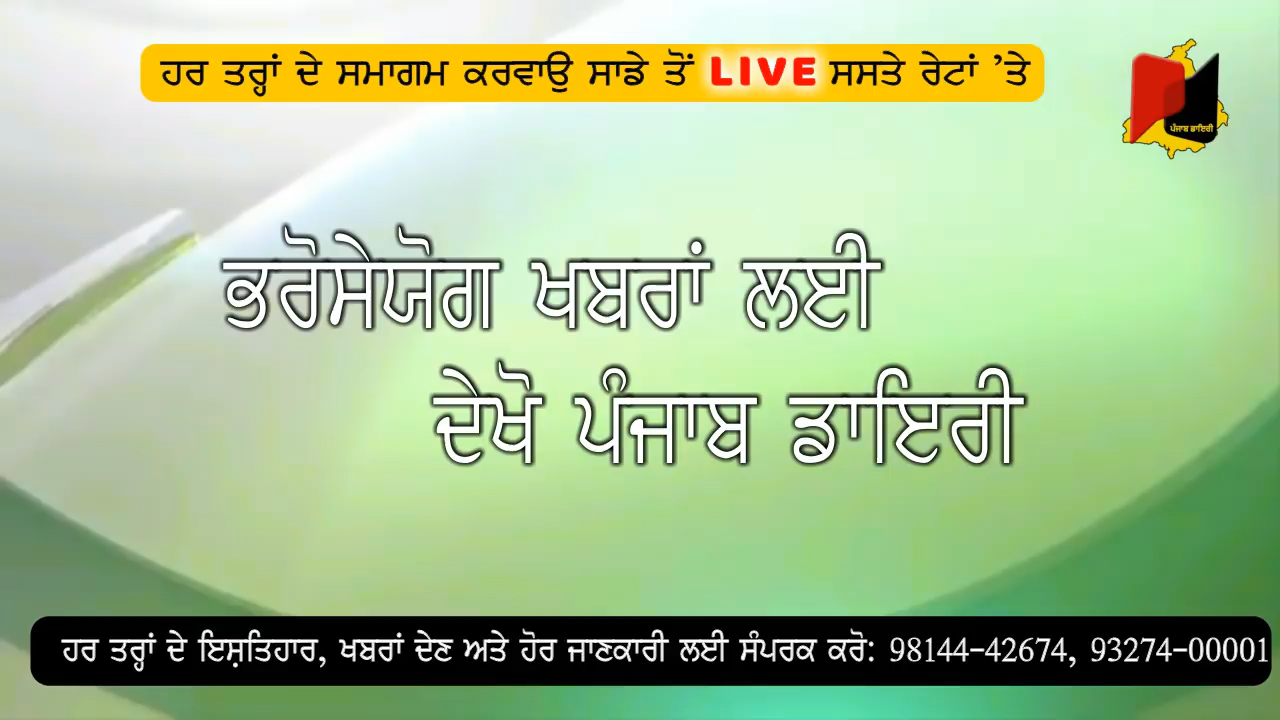 ਹਰ ਤਰ੍ਹਾਂ ਦੇ ਸਮਾਗਮ ਕਰਵਾਉ ਸਾਡੇ ਤੋਂ LIVE ਸਸਤੇ ਰੇਟਾਂ ’ਤੇ
ਪੰਜਾਬ ਡਾਇਰੀ
ਭਰੋਸੇਯੋਗ ਖਬਰਾਂ ਲਈ
ਦੇਖੋ ਪੰਜਾਬ ਡਾਇਰੀ
ਹਰ ਤਰ੍ਹਾਂ ਦੇ ਇਸ਼ਤਿਹਾਰ, ਖਬਰਾਂ ਦੇਣ ਅਤੇ ਹੋਰ ਜਾਣਕਾਰੀ ਲਈ ਸੰਪਰਕ ਕਰੋ: 98144-42674, 93274-00001